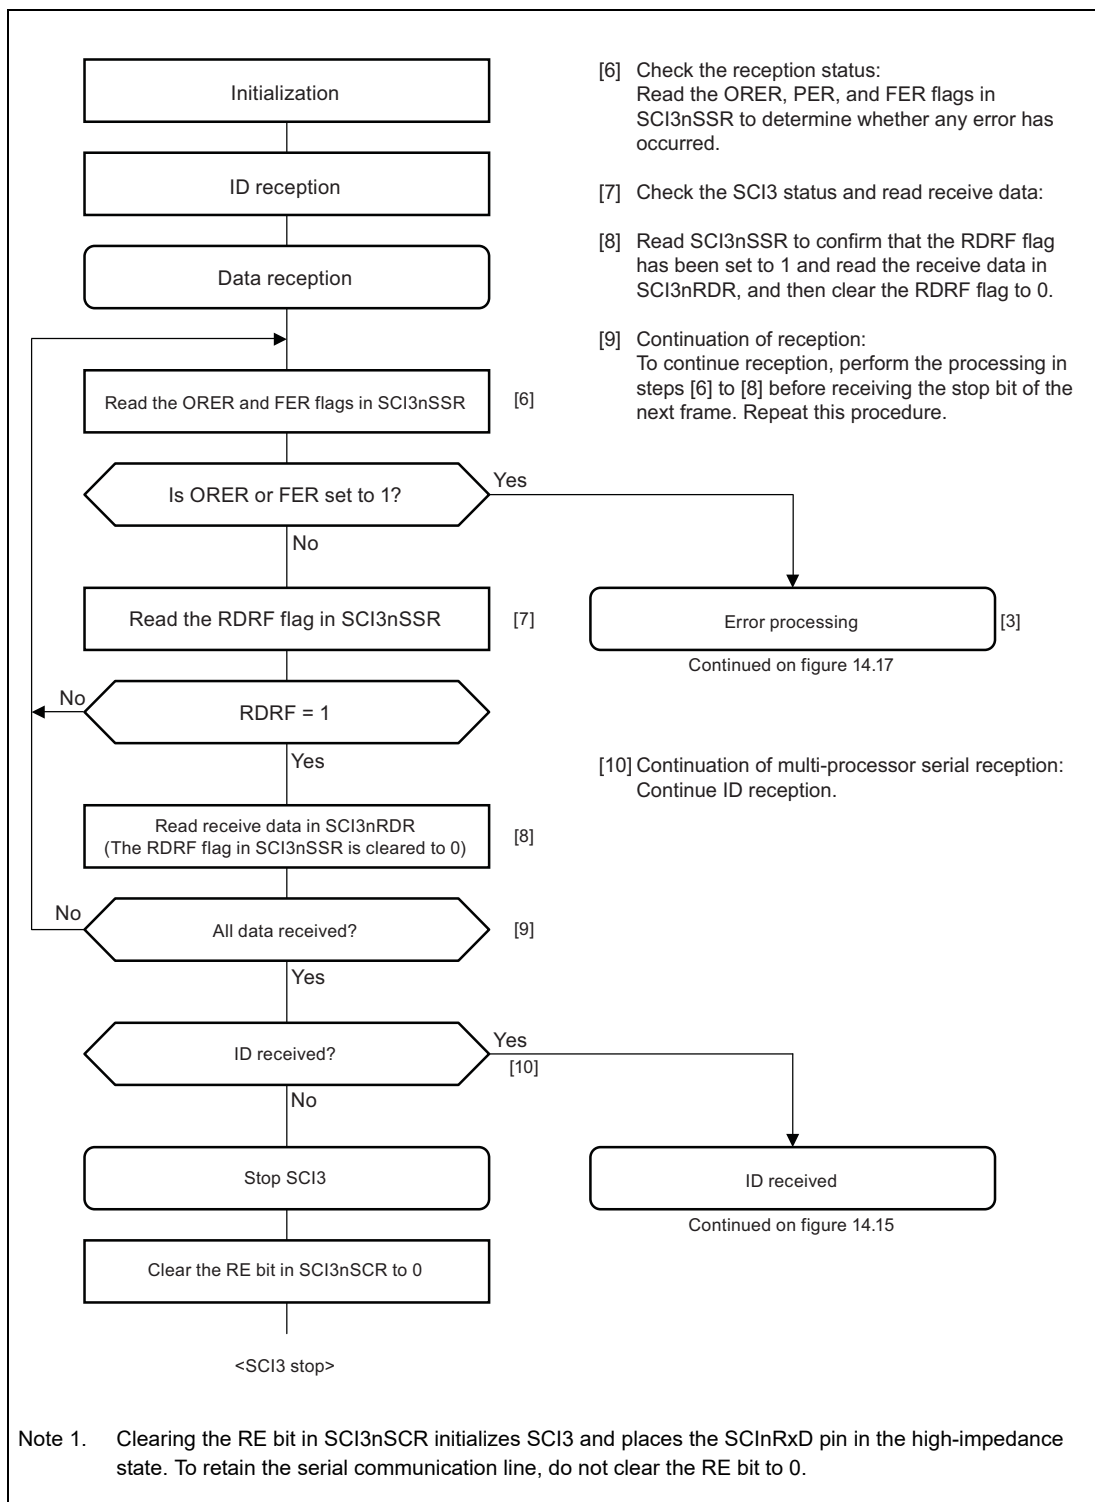 Initialization
ID reception
Data reception
Read the ORER and FER flags in SCI3nSSR
[6]
Is ORER or FER set to 1?
Yes
No
Read the RDRF flag in SCI3nSSR
[7]
Error processing
[3]
Continued on figure 14.17
No
RDRF = 1
Yes
Read receive data in SCI3nRDR
(The RDRF flag in SCI3nSSR is cleared to 0)
[8]
No
All data received?
[9]
Yes
ID received?
Yes
[10]
No
Stop SCI3
ID received
Continued on figure 14.15
Clear the RE bit in SCI3nSCR to 0
<SCI3 stop>
[6] Check the reception status:
Read the ORER, PER, and FER flags in
SCI3nSSR to determine whether any error has
occurred.
[7] Check the SCI3 status and read receive data:
[8] Read SCI3nSSR to confirm that the RDRF flag
has been set to 1 and read the receive data in
SCI3nRDR, and then clear the RDRF flag to 0.
[9] Continuation of reception:
To continue reception, perform the processing in
steps [6] to [8] before receiving the stop bit of the
next frame. Repeat this procedure.
[10] Continuation of multi-processor serial reception:
Continue ID reception.
Note 1. Clearing the RE bit in SCI3nSCR initializes SCI3 and places the SCInRxD pin in the high-impedance
state. To retain the serial communication line, do not clear the RE bit to 0.